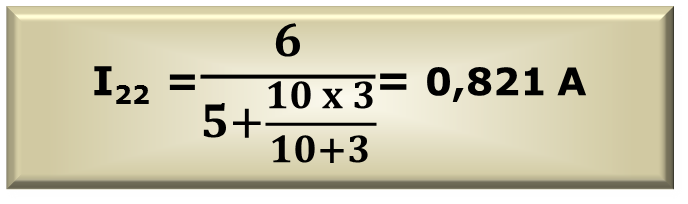 I₂₂ = 6 / (5+ (10 x 3) / (10+3)) = 0,821 A